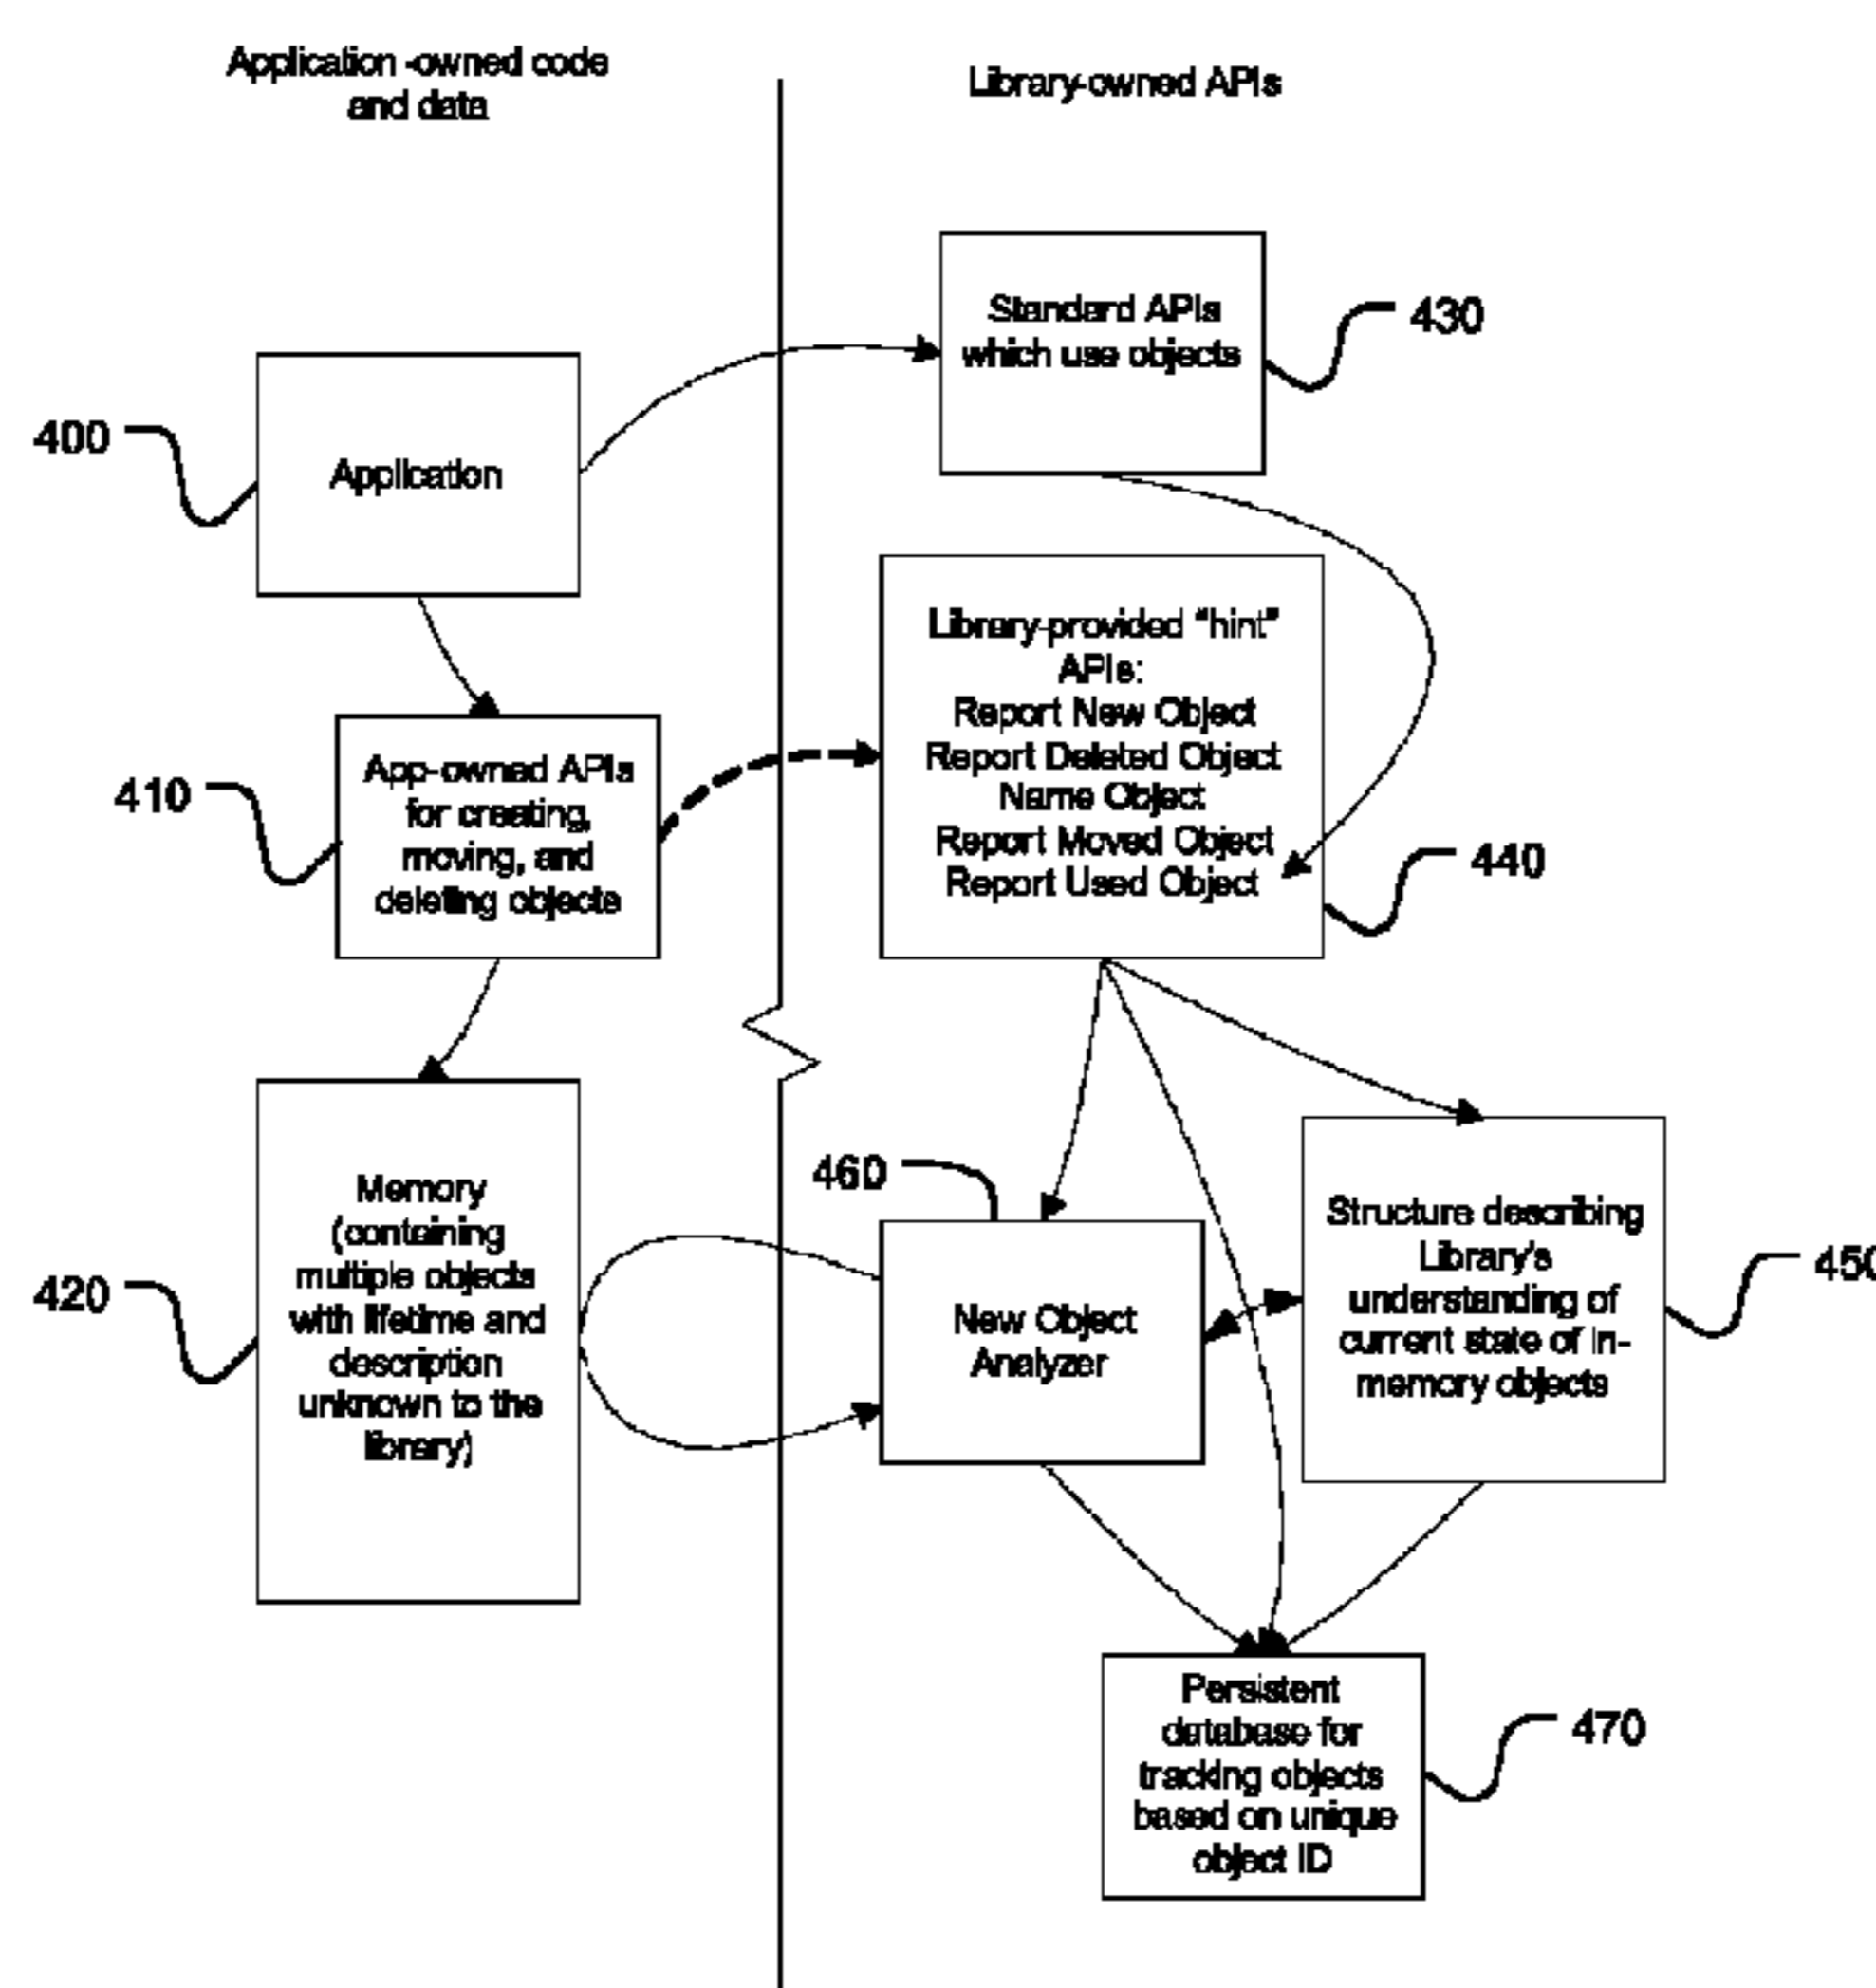 Application -owned code
and data
Library-owned APIs
Standard APIs
which use objects
430
400
Application
Library-provided "hint"
APIs:
Report New Object
Report Deleted Object
Name Object
Report Moved Object
Report Used Object
440
410
App-owned APIs
for creating,
moving, and
deleting objects
420
Memory
(containing
multiple objects
with lifetime and
description
unknown to the
library)
460
New Object
Analyzer
Structure describing
Library's
understanding of
current state of in-
memory objects
450
Persistent
database for
tracking objects
based on unique
object ID
470